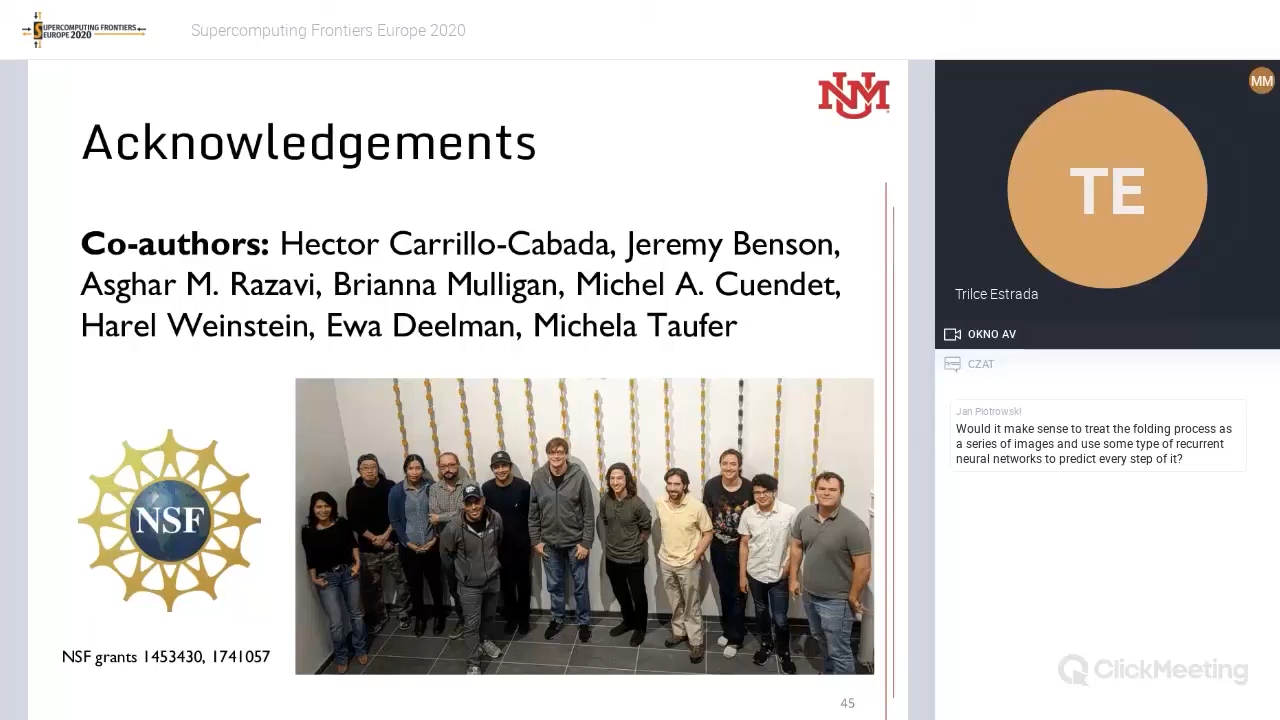 SUPERCOMPUTING FRONTIERS
EUROPE 2020
Supercomputing Frontiers Europe 2020
UNM
Acknowledgements
Co-authors: Hector Carrillo-Cabada, Jeremy Benson,
Asghar M. Razavi, Brianna Mulligan, Michel A. Cuendet,
Harel Weinstein, Ewa Deelman, Michela Taufer
NSF
NSF grants 1453430, 1741057
45
MM
TE
Trilce Estrada
OKNO AV
CZAT
Jan Piotrowski
Would it make sense to treat the folding process as
a series of images and use some type of recurrent
neural networks to predict every step of it?
ClickMeeting